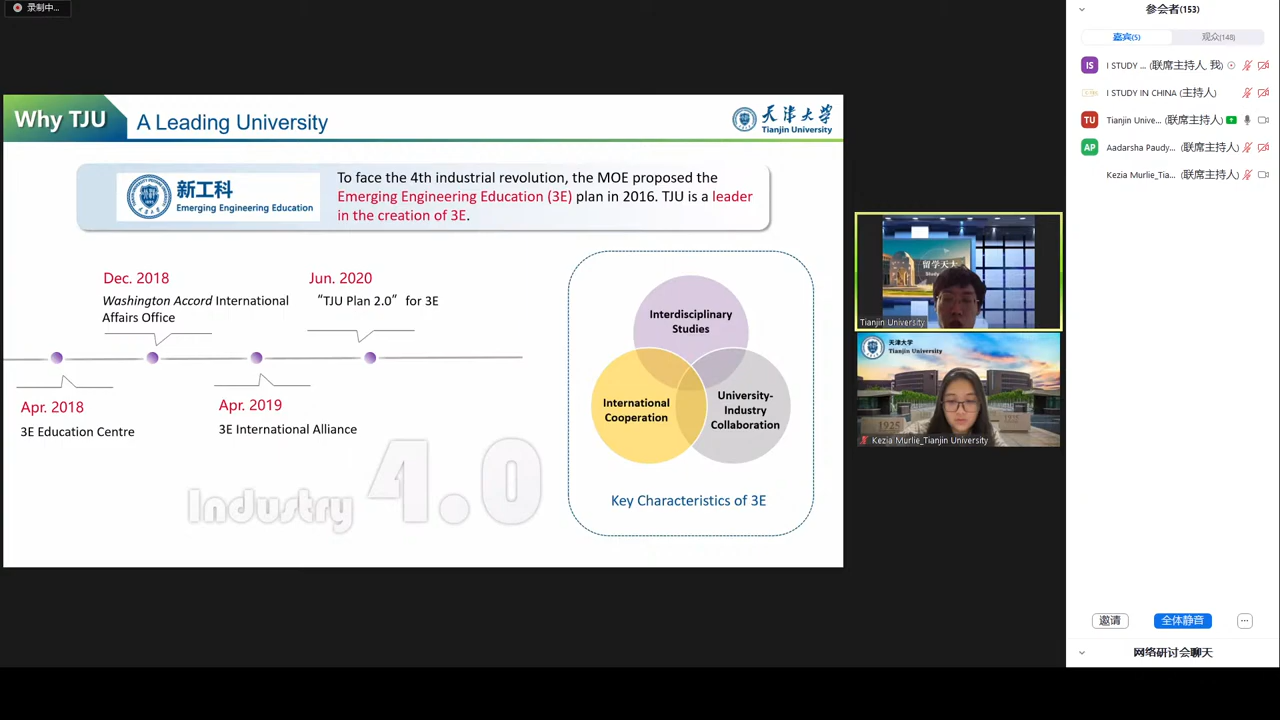 录制中...
Why TJU
A Leading University
天津大学
Tianjin University
新工科
Emerging Engineering Education
To face the 4th industrial revolution, the MOE proposed the
Emerging Engineering Education (3E) plan in 2016. TJU is a leader
in the creation of 3E.
Dec. 2018
Washington Accord International
Affairs Office
Jun. 2020
“TJU Plan 2.0” for 3E
Apr. 2018
3E Education Centre
Apr. 2019
3E International Alliance
Industry 4.0
Interdisciplinary
Studies
International
Cooperation
University-
Industry
Collaboration
Key Characteristics of 3E
留学天大
Study
Tianjin University
天津大学
Tianjin University
1925
Kezia Murlie_Tianjin University
参会者(153)
嘉宾(5)
观众(148)
IS
I STUDY ... (联席主持人, 我)
I STUDY IN CHINA (主持人)
TU
Tianjin Unive... (联席主持人)
AP
Aadarsha Paudy... (联席主持人)
Kezia Murlie_Tia... (联席主持人)
邀请
全体静音
...
网络研讨会聊天